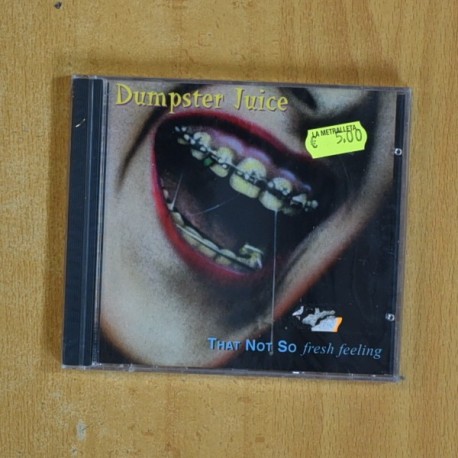 Dumpster Juice
LA METRALLETA
€ 5.00
THAT NOT SO fresh feeling